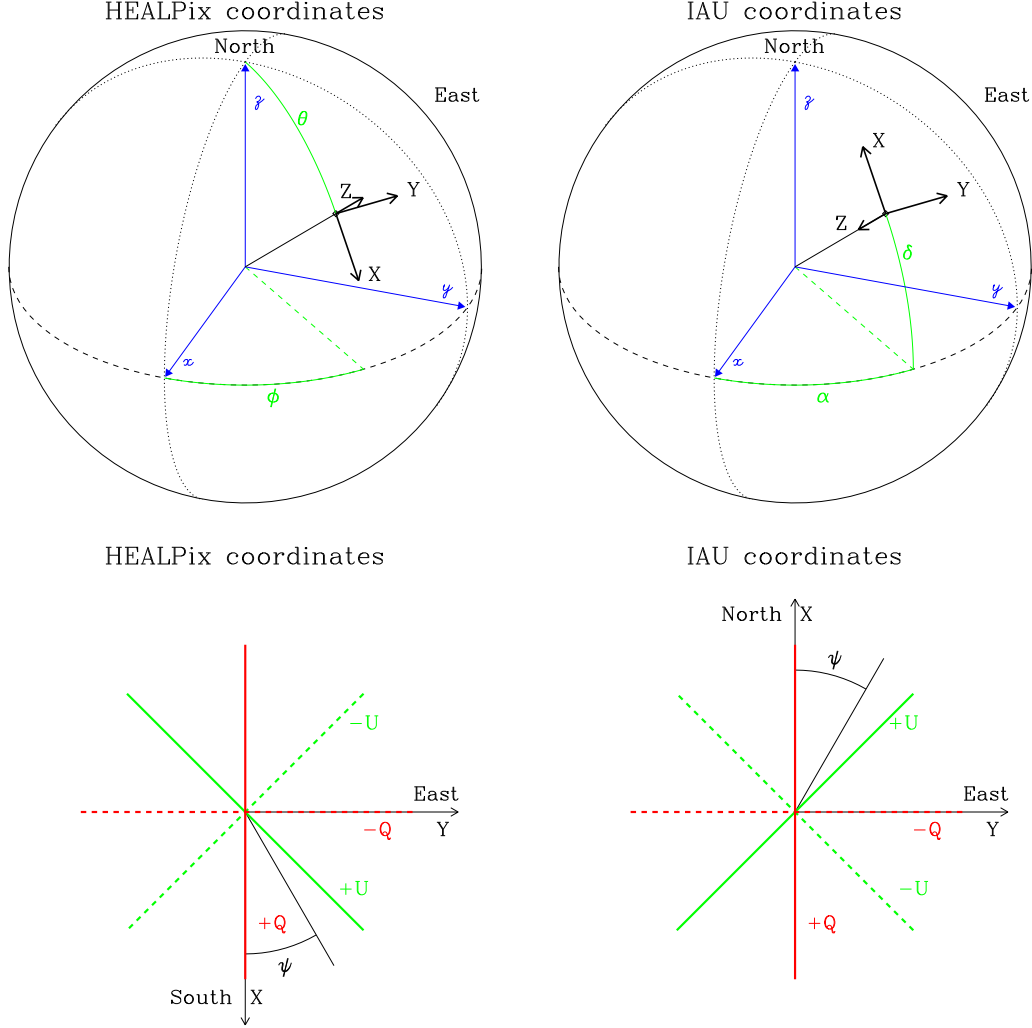 HEALPix coordinates
North
East
z
θ
Z
Y
X
y
x
ϕ
IAU coordinates
North
East
z
X
Y
Z
δ
y
x
α
HEALPix coordinates
−U
East
−Q
Y
+U
+Q
ψ
South X
IAU coordinates
North X
ψ
+U
East
−Q
Y
−U
+Q